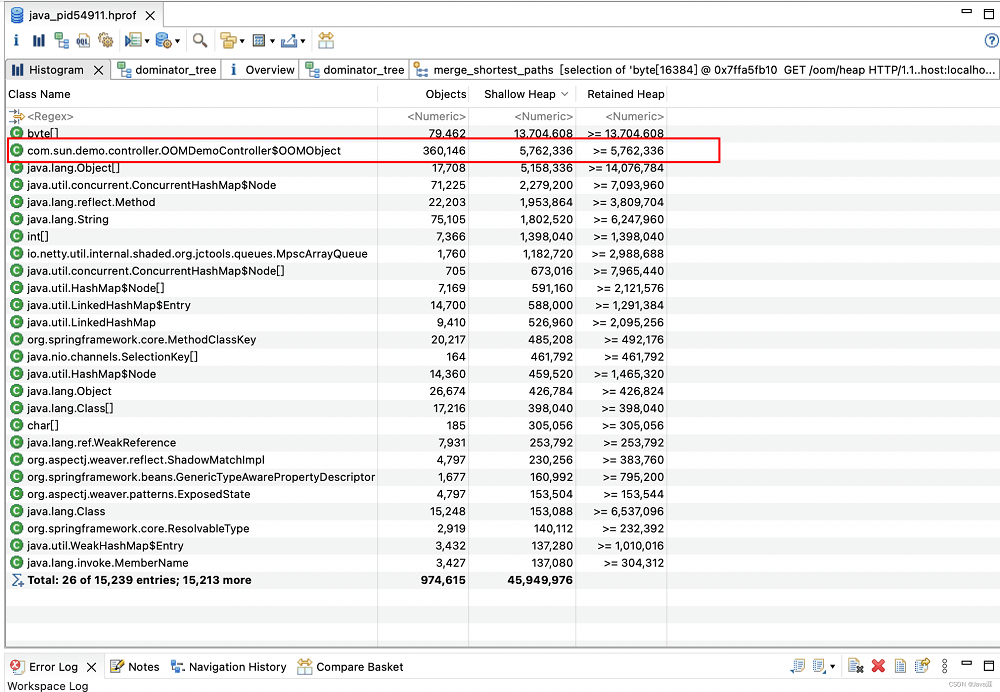 java_pid54911.hprof
i OQL ?
Histogram dominator_tree i Overview dominator_tree merge_shortest_paths [selection of 'byte[16384] @ 0x7ffa5fb10 GET /oom/heap HTTP/1.1..host:localho...
Class Name Objects Shallow Heap Retained Heap
<Regex> <Numeric> <Numeric> <Numeric>
byte[] 79,462 13,704,608 >= 13,704,608
com.sun.demo.controller.OOMDemoController$OOMObject 360,146 5,762,336 >= 5,762,336
java.lang.Object[] 17,708 5,158,336 >= 14,076,784
java.util.concurrent.ConcurrentHashMap$Node 71,225 2,279,200 >= 7,093,960
java.lang.reflect.Method 22,203 1,953,864 >= 3,809,704
java.lang.String 75,105 1,802,520 >= 6,247,960
int[] 7,366 1,398,040 >= 1,398,040
io.netty.util.internal.shaded.org.jctools.queues.MpscArrayQueue 1,760 1,182,720 >= 2,988,688
java.util.concurrent.ConcurrentHashMap$Node[] 705 673,016 >= 7,965,440
java.util.HashMap$Node[] 7,169 591,160 >= 2,121,576
java.util.LinkedHashMap$Entry 14,700 588,000 >= 1,291,384
java.util.LinkedHashMap 9,410 526,960 >= 2,095,256
org.springframework.core.MethodClassKey 20,217 485,208 >= 492,176
java.nio.channels.SelectionKey[] 164 461,792 >= 461,792
java.util.HashMap$Node 14,360 459,520 >= 1,465,320
java.lang.Object 26,674 426,784 >= 426,824
java.lang.Class[] 17,216 398,040 >= 398,040
char[] 185 305,056 >= 305,056
java.lang.ref.WeakReference 7,931 253,792 >= 253,792
org.aspectj.weaver.reflect.ShadowMatchImpl 4,797 230,256 >= 383,760
org.springframework.beans.GenericTypeAwarePropertyDescriptor 1,677 160,992 >= 795,200
org.aspectj.weaver.patterns.ExposedState 4,797 153,504 >= 153,544
java.lang.Class 15,248 153,088 >= 6,537,096
org.springframework.core.ResolvableType 2,919 140,112 >= 232,392
java.util.WeakHashMap$Entry 3,432 137,280 >= 1,010,016
java.lang.invoke.MemberName 3,427 137,080 >= 304,312
Total: 26 of 15,239 entries; 15,213 more 974,615 45,949,976
Error Log Notes Navigation History Compare Basket
Workspace Log